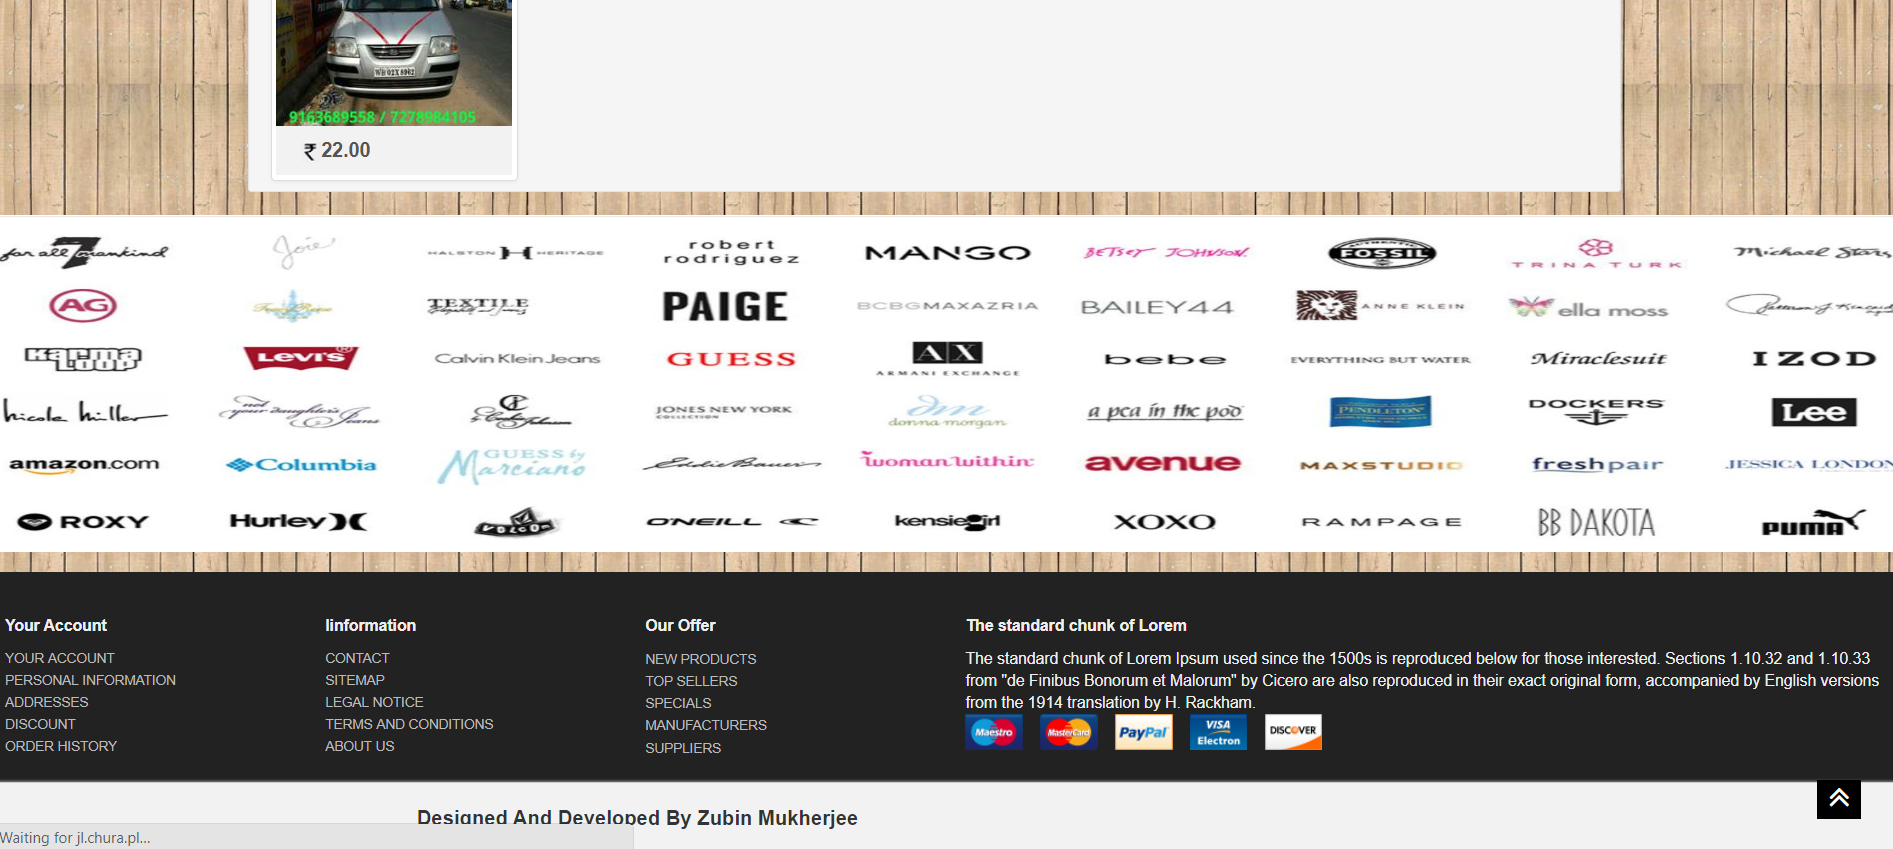 WB02X8962
9163689558 / 7278984105
₹ 22.00
for all 7 mankind
Joie
HALSTON H HERITAGE
robert
rodriguez
MANGO
BETSEY JOHNSON
AUTHENTIC
FOSSIL
TRINA TURK
Michael Stars
AG
TEXTILE
Elizabeth and James
PAIGE
BCBGMAXAZRIA
BAILEY44
ANNE KLEIN
ella moss
karma
loop
LEVI'S®
Calvin Klein Jeans
GUESS
A X
ARMANI EXCHANGE
bebe
EVERYTHING BUT WATER
Miraclesuit
IZOD
nicole miller
not
your daughter's
Jeans
JONES NEW YORK
COLLECTION
dm
donna morgan
a pea in the pod
PENDLETON
DOCKERS
Lee
amazon.com
Columbia
GUESS by
Marciano
Eddie Bauer
woman within
avenue
MAXSTUDIO
freshpair
JESSICA LONDON
ROXY
Hurley
VOLCOM
O'NEILL
kensiegirl
XOXO
RAMPAGE
BB DAKOTA
PUMA
Your Account
YOUR ACCOUNT
PERSONAL INFORMATION
ADDRESSES
DISCOUNT
ORDER HISTORY
Iinformation
CONTACT
SITEMAP
LEGAL NOTICE
TERMS AND CONDITIONS
ABOUT US
Our Offer
NEW PRODUCTS
TOP SELLERS
SPECIALS
MANUFACTURERS
SUPPLIERS
The standard chunk of Lorem
The standard chunk of Lorem Ipsum used since the 1500s is reproduced below for those interested. Sections 1.10.32 and 1.10.33
from "de Finibus Bonorum et Malorum" by Cicero are also reproduced in their exact original form, accompanied by English versions
from the 1914 translation by H. Rackham.
Maestro
MasterCard
PayPal
VISA
Electron
DISCOVER
Designed And Developed By Zubin Mukherjee
Waiting for jl.chura.pl...